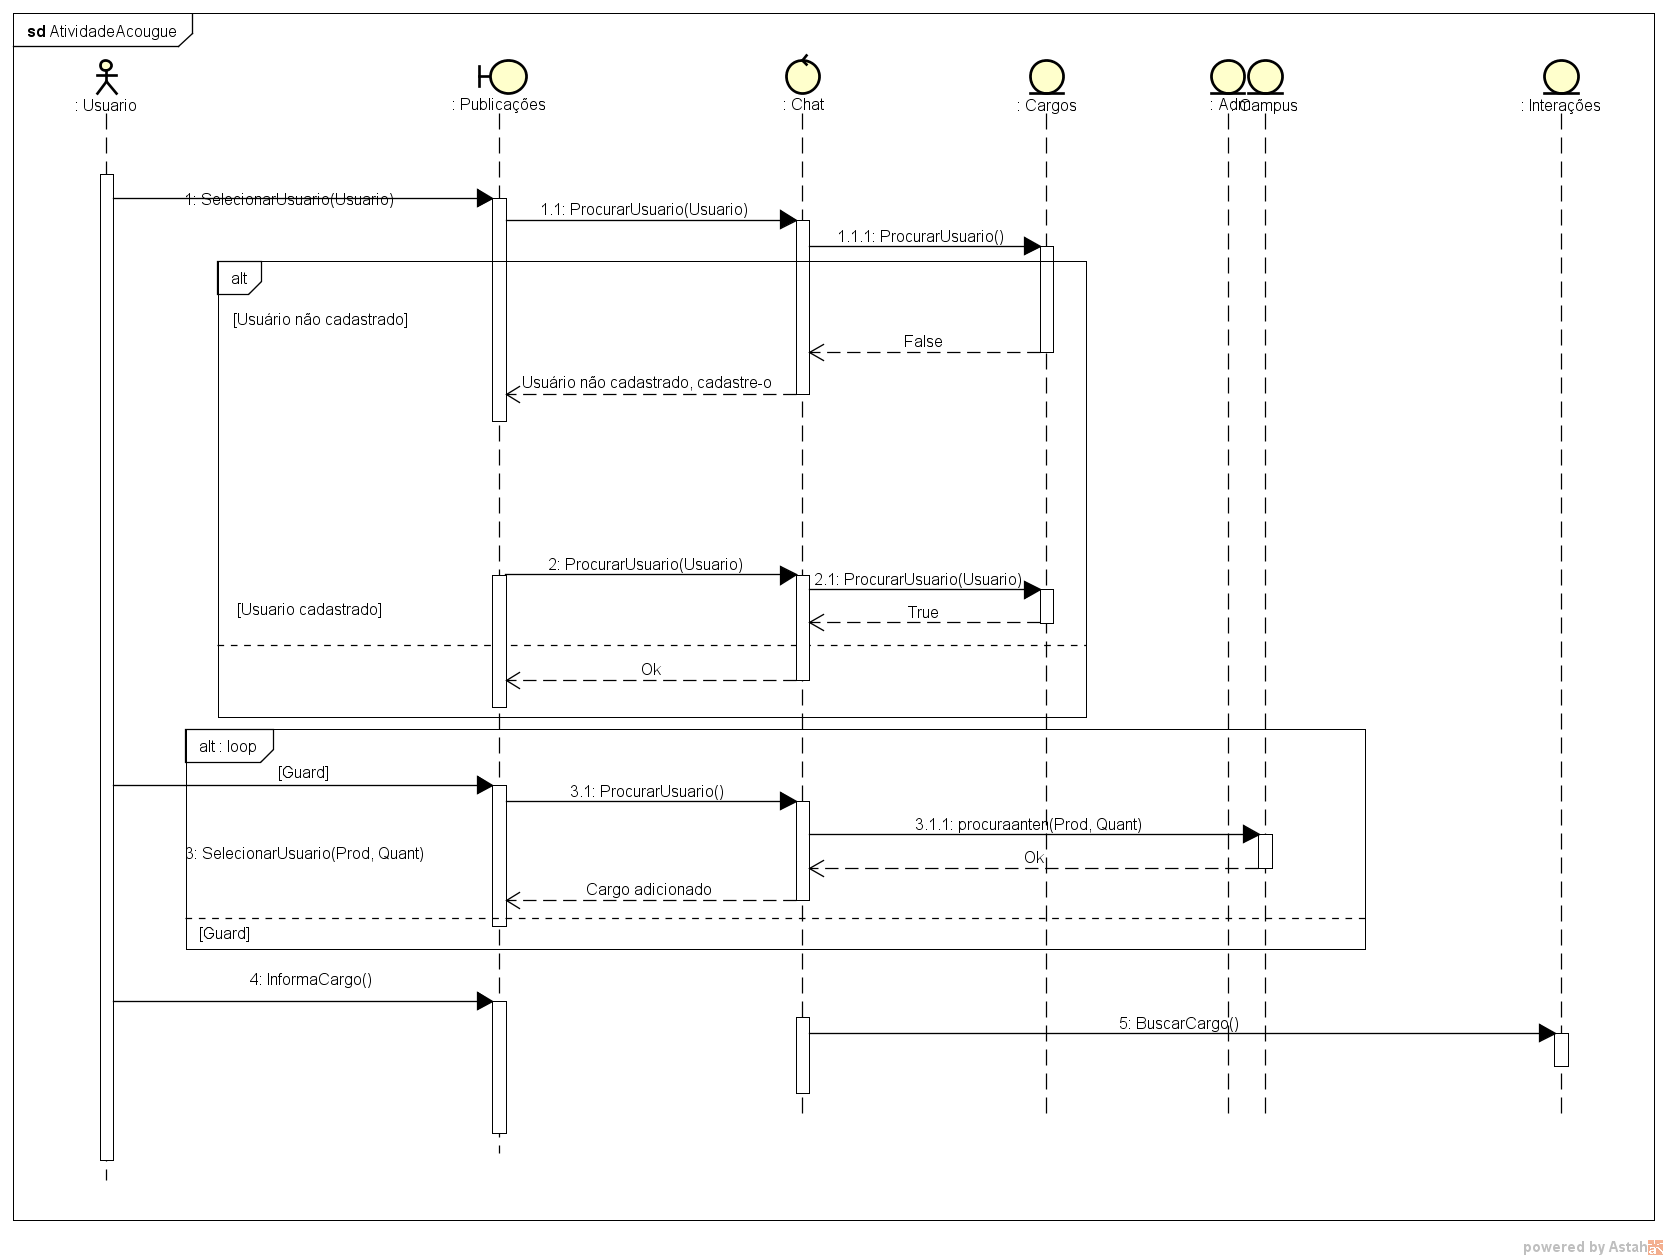 sd AtividadeAcougue
: Usuario
: Publicações
: Chat
: Cargos
: Adm
: Campus
: Interações
1: SelecionarUsuario(Usuario)
1.1: ProcurarUsuario(Usuario)
1.1.1: ProcurarUsuario()
alt
[Usuário não cadastrado]
False
Usuário não cadastrado, cadastre-o
2: ProcurarUsuario(Usuario)
2.1: ProcurarUsuario(Usuario)
[Usuario cadastrado]
True
Ok
alt : loop
[Guard]
3.1: ProcurarUsuario()
3.1.1: procuraanten(Prod, Quant)
3: SelecionarUsuario(Prod, Quant)
Ok
Cargo adicionado
[Guard]
4: InformaCargo()
5: BuscarCargo()
powered by Astah